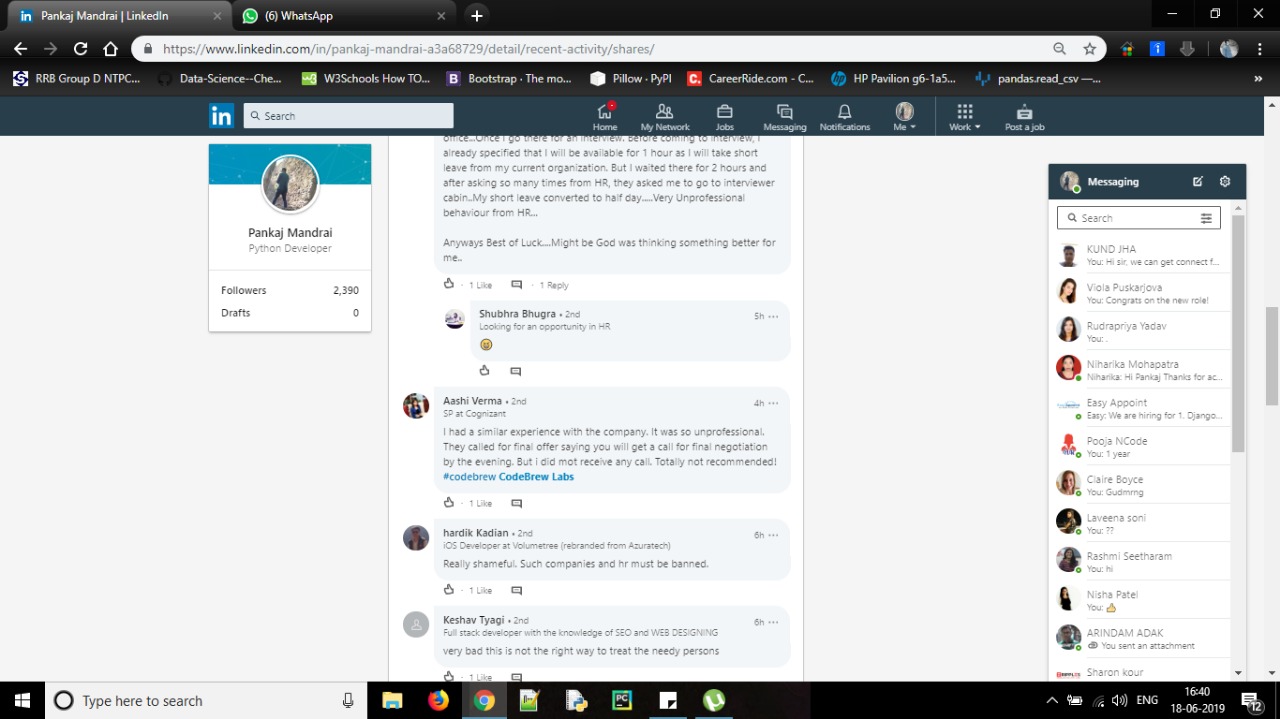 Pankaj Mandrai | LinkedIn
(6) WhatsApp
https://www.linkedin.com/in/pankaj-mandrai-a3a68729/detail/recent-activity/shares/
RRB Group D NTPC...
Data-Science--Che...
W3Schools How TO...
Bootstrap · The mo...
Pillow · PyPI
CareerRide.com - C...
HP Pavilion g6-1a5...
pandas.read_csv —...
»
in
Search
Home
My Network
Jobs
Messaging
Notifications
Me
Work
Post a job
Pankaj Mandrai
Python Developer
Followers 2,390
Drafts 0
office...Once I go there for an interview. Before coming to interview, I
already specified that I will be available for 1 hour as I will take short
leave from my current organization. But I waited there for 2 hours and
after asking so many times from HR, they asked me to go to interviewer
cabin..My short leave converted to half day.....Very Unprofessional
behaviour from HR...
Anyways Best of Luck....Might be God was thinking something better for
me..
· 1 Like · 1 Reply
Shubhra Bhugra • 2nd 5h ···
Looking for an opportunity in HR
Aashi Verma • 2nd 4h ···
SP at Cognizant
I had a similar experience with the company. It was so unprofessional.
They called for final offer saying you will get a call for final negotiation
by the evening. But i did mot receive any call. Totally not recommended!
#codebrew CodeBrew Labs
· 1 Like
hardik Kadian • 2nd 6h ···
iOS Developer at Volumetree (rebranded from Azuratech)
Really shameful. Such companies and hr must be banned.
· 1 Like
Keshav Tyagi • 2nd 6h ···
Full stack developer with the knowledge of SEO and WEB DESIGNING
very bad this is not the right way to treat the needy persons
· 1 Like
Messaging
Search
KUND JHA
You: Hi sir, we can get connect f...
Viola Puskarjova
You: Congrats on the new role!
Rudrapriya Yadav
You: .
Niharika Mohapatra
Niharika: Hi Pankaj Thanks for ac...
Easy Appoint
Easy: We are hiring for 1. Django...
Pooja NCode
You: 1 year
Claire Boyce
You: Gudmrng
Laveena soni
You: ??
Rashmi Seetharam
You: hi
Nisha Patel
You: 👍
ARINDAM ADAK
You sent an attachment
Sharon kour
Type here to search
ENG
16:40
18-06-2019
12